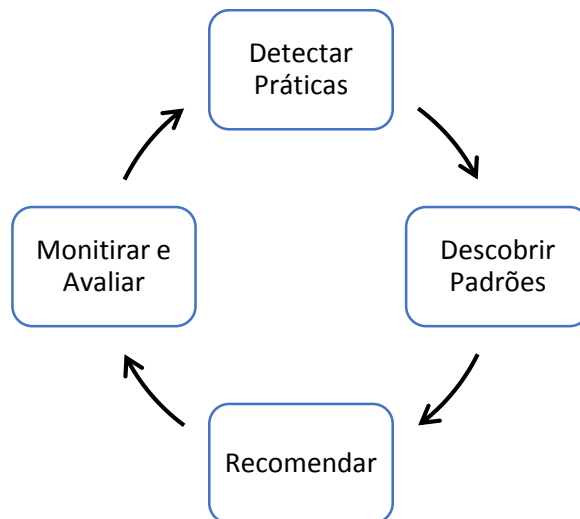 Detectar
Práticas
Monitirar e
Avaliar
Descobrir
Padrões
Recomendar